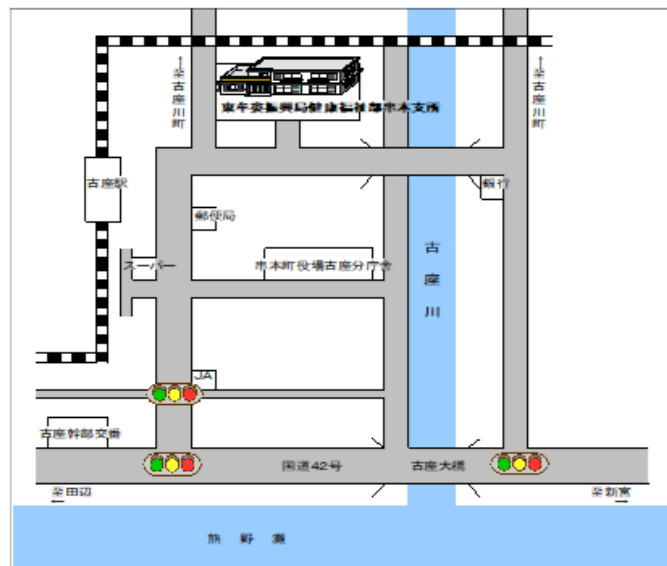 至古座川町
至古座川町
東牟婁振興局健康福祉部串本支所
古座駅
銀行
郵便局
古座川
スーパー
串本町役場古座分庁舎
JA
古座幹部交番
国道42号
古座大橋
至田辺
至新宮
熊野灘